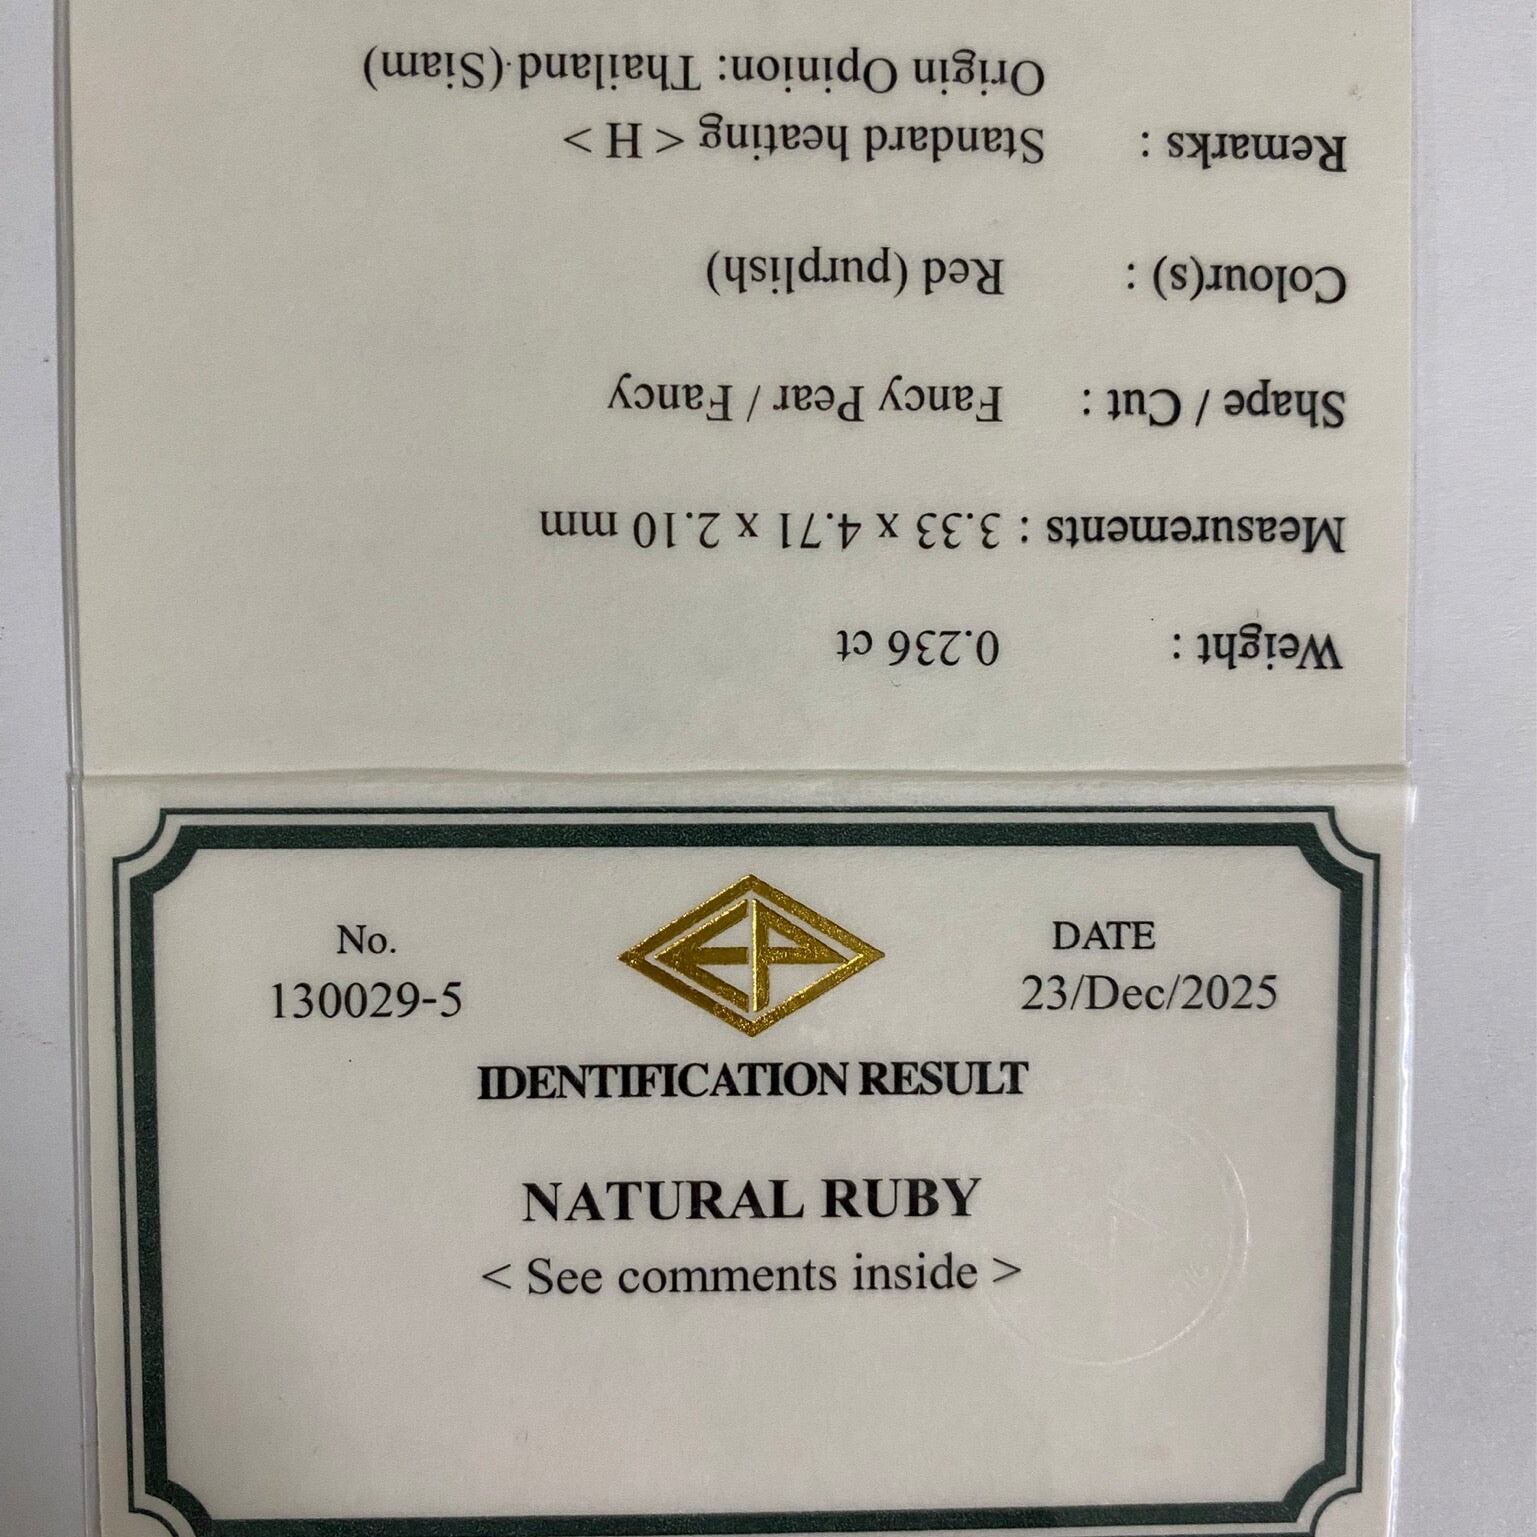 No. EP DATE
130029-5 23/Dec/2025
IDENTIFICATION RESULT
NATURAL RUBY
< See comments inside >
Weight : 0.236 ct
Measurements : 3.33 x 4.71 x 2.10 mm
Shape / Cut : Fancy Pear / Fancy
Colour(s) : Red (purplish)
Remarks : Standard heating < H >
Origin Opinion: Thailand (Siam)